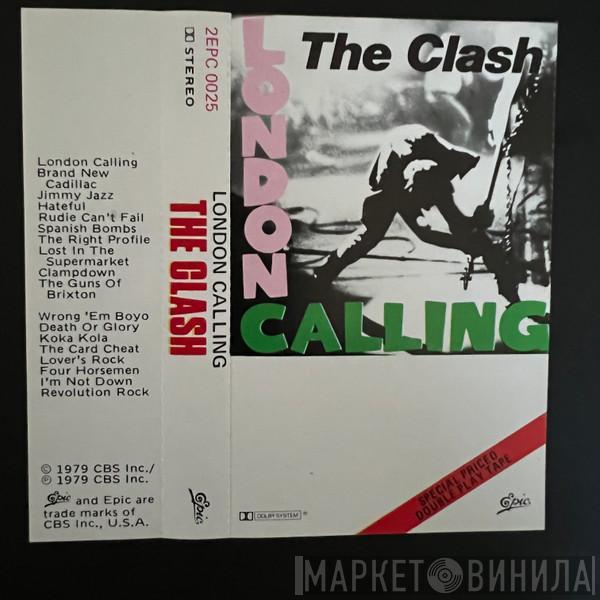 London Calling
Brand New
Cadillac
Jimmy Jazz
Hateful
Rudie Can't Fail
Spanish Bombs
The Right Profile
Lost In The
Supermarket
Clampdown
The Guns Of
Brixton
Wrong 'Em Boyo
Death Or Glory
Koka Kola
The Card Cheat
Lover's Rock
Four Horsemen
I'm Not Down
Revolution Rock
© 1979 CBS Inc./
℗ 1979 CBS Inc.
Epic and Epic are
trade marks of
CBS Inc., U.S.A.
2EPC 0025
STEREO
LONDON CALLING
THE CLASH
Epic
The Clash
LONDON
CALLING
SPECIAL PRICED
DOUBLE PLAY TAPE
DOLBY SYSTEM ®
Epic
МАРКЕТ ВИНИЛА